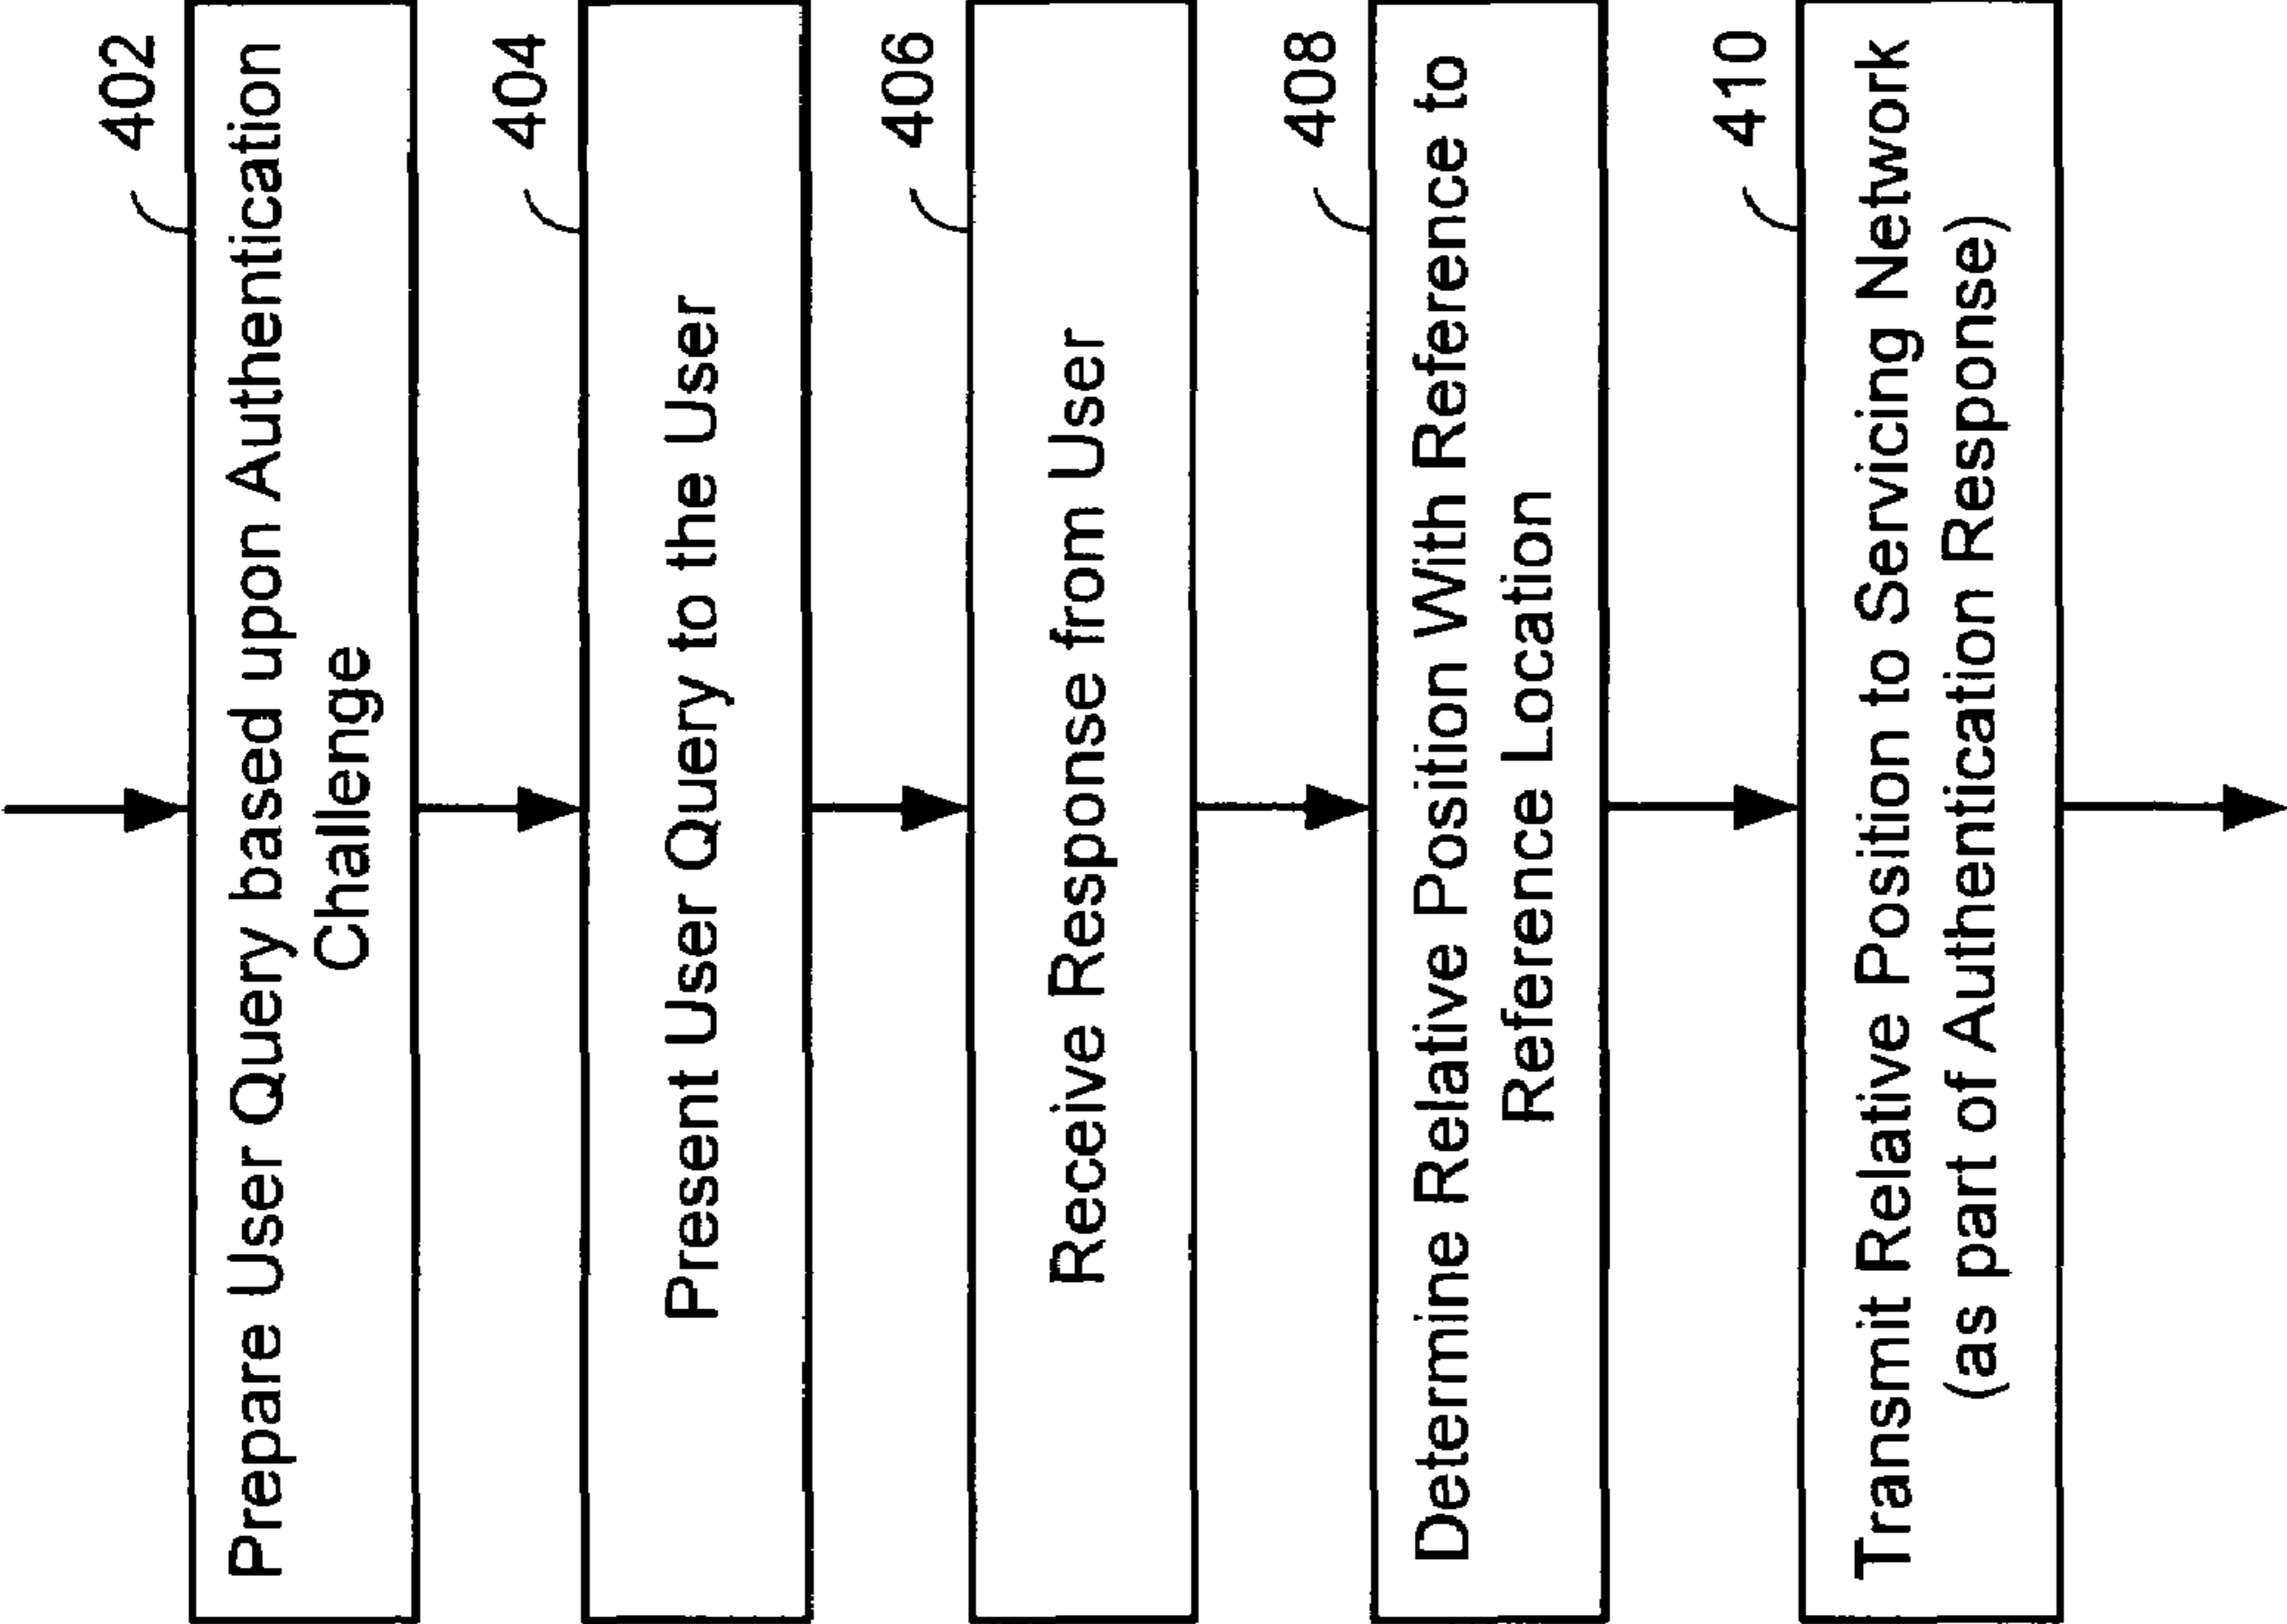 402
Prepare User Query based upon Authentication
Challenge
404
Present User Query to the User
406
Receive Response from User
408
Determine Relative Position With Reference to
Reference Location
410
Transmit Relative Position to Servicing Network
(as part of Authentication Response)